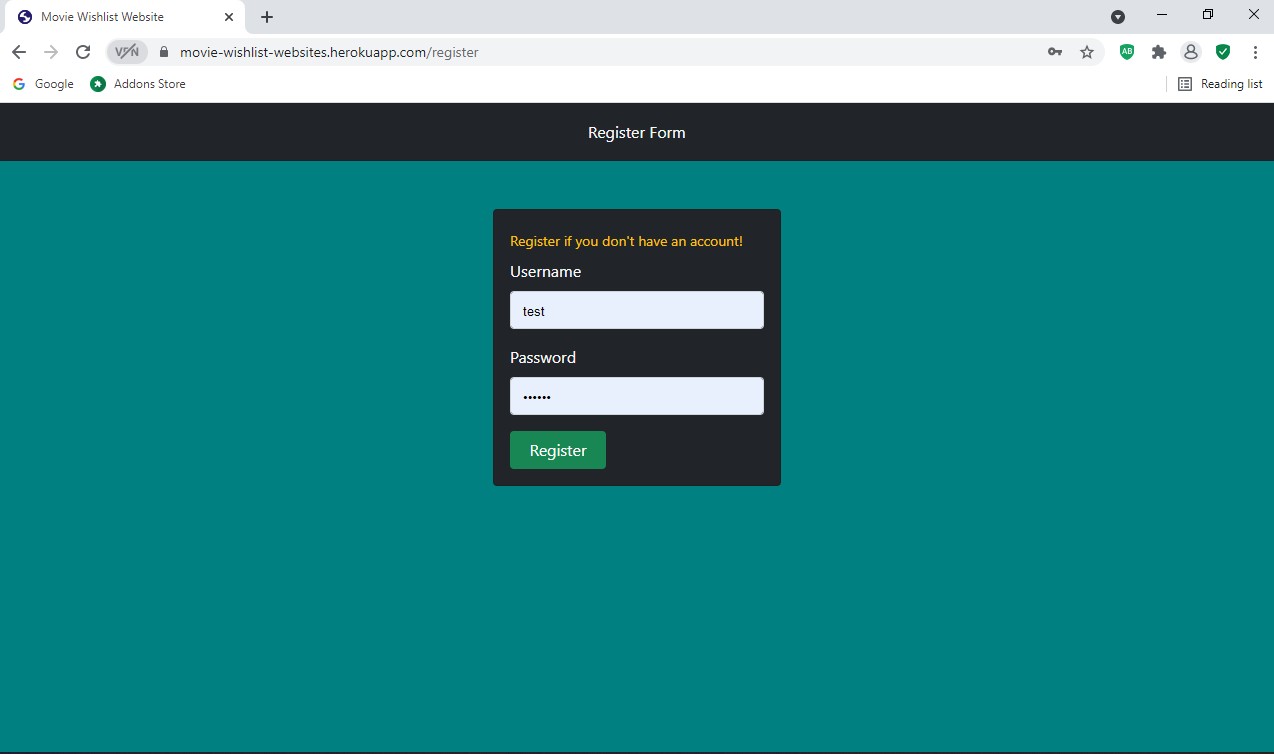 Movie Wishlist Website
VPN
movie-wishlist-websites.herokuapp.com/register
AB
Google
Addons Store
Reading list
Register Form
Register if you don't have an account!
Username
test
Password
••••••
Register